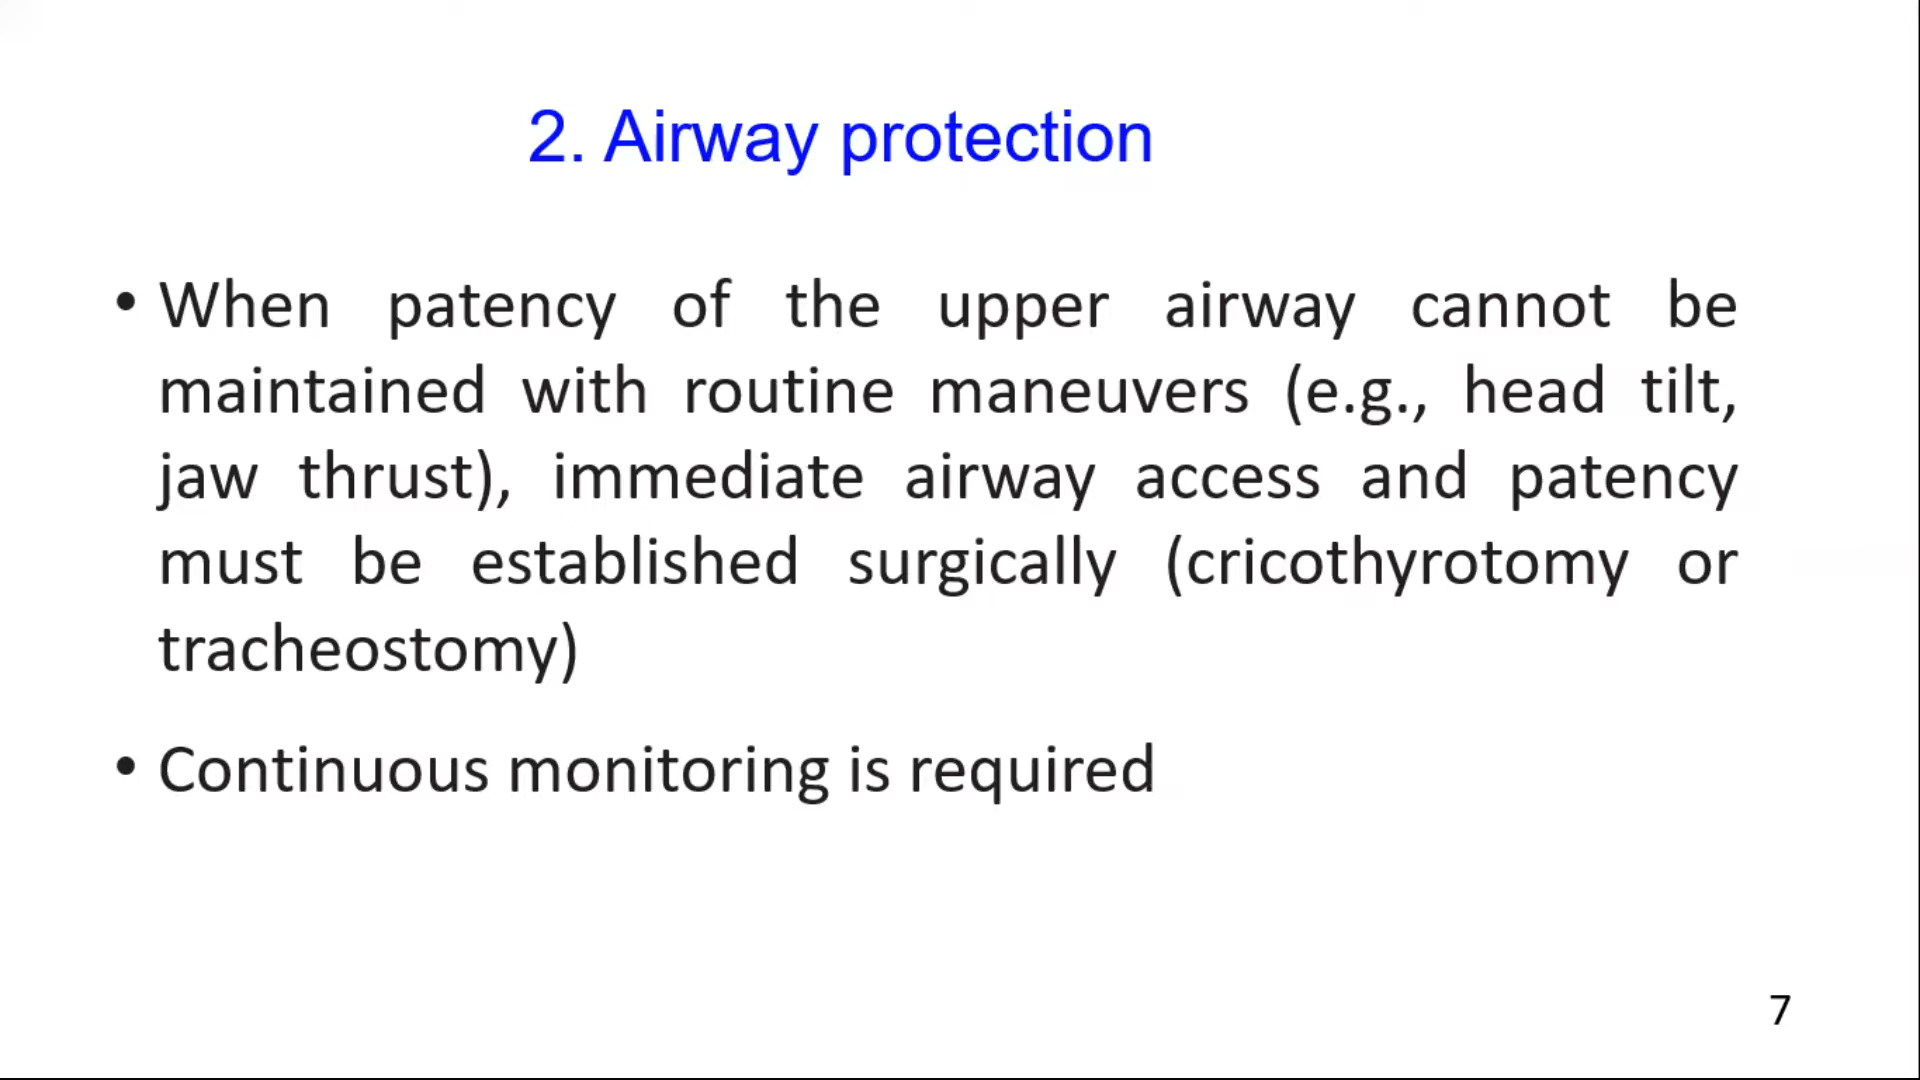 2. Airway protection
• When patency of the upper airway cannot be
maintained with routine maneuvers (e.g., head tilt,
jaw thrust), immediate airway access and patency
must be established surgically (cricothyrotomy or
tracheostomy)
• Continuous monitoring is required
7